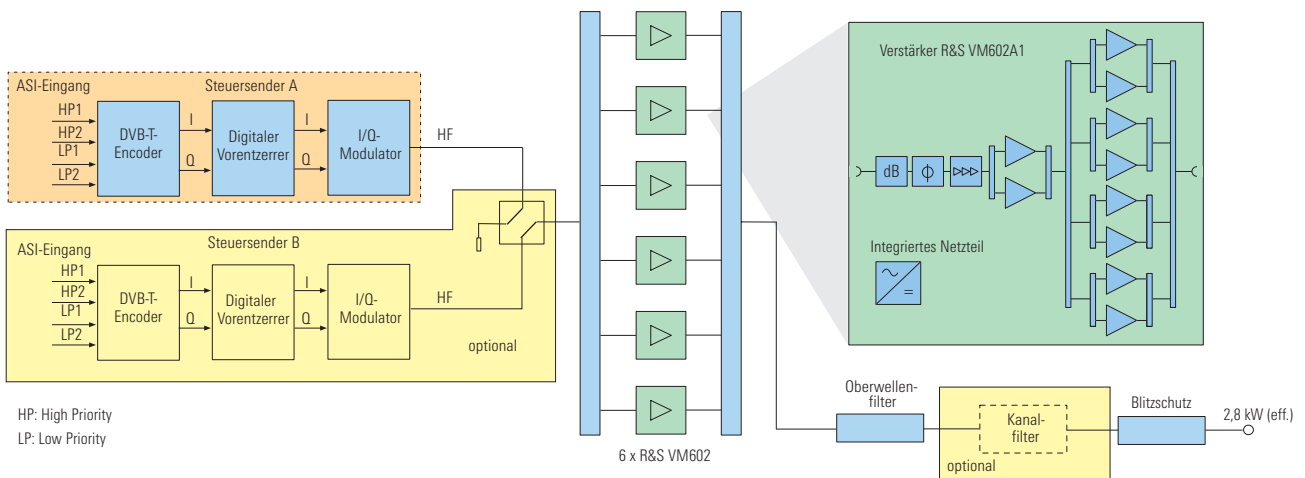 ASI-Eingang
Steuersender A
HP1
HP2
LP1
LP2
DVB-T-
Encoder
I
Q
Digitaler
Vorentzerrer
I
Q
I/Q-
Modulator
HF
ASI-Eingang
Steuersender B
HP1
HP2
LP1
LP2
DVB-T-
Encoder
I
Q
Digitaler
Vorentzerrer
I
Q
I/Q-
Modulator
HF
optional
HP: High Priority
LP: Low Priority
6 x R&S VM602
Verstärker R&S VM602A1
dB
ϕ
Integriertes Netzteil
Oberwellen-
filter
Kanal-
filter
optional
Blitzschutz
2,8 kW (eff.)